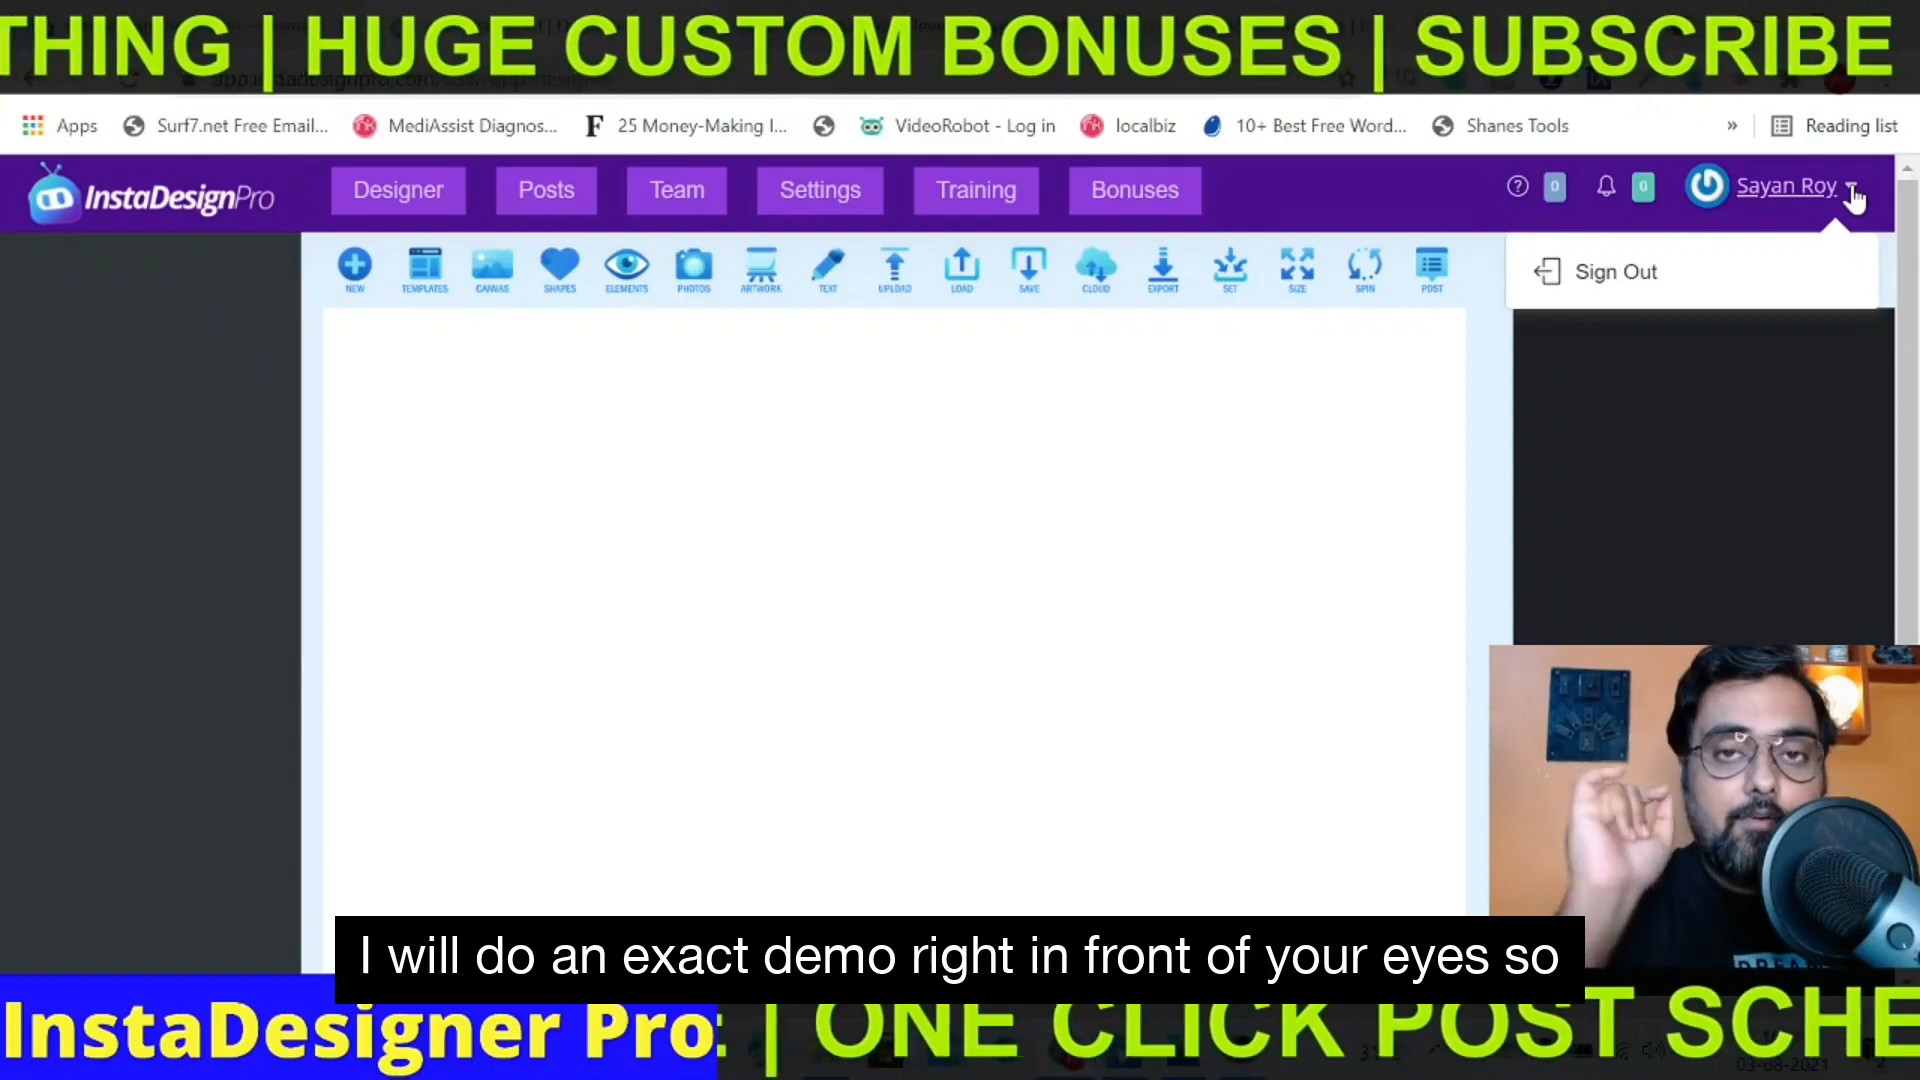 THING | HUGE CUSTOM BONUSES | SUBSCRIBE
Apps Surf7.net Free Email... MediAssist Diagnos... 25 Money-Making I... VideoRobot - Log in localbiz 10+ Best Free Word... Shanes Tools » Reading list
InstaDesignPro Designer Posts Team Settings Training Bonuses 0 0 Sayan Roy
NEW TEMPLATES CANVAS SHAPES ELEMENTS PHOTOS ARTWORK TEXT UPLOAD LOAD SAVE CLOUD EXPORT SET SIZE SPIN POST
Sign Out
I will do an exact demo right in front of your eyes so
InstaDesigner Pro : | ONE CLICK POST SCHE
03-08-2021